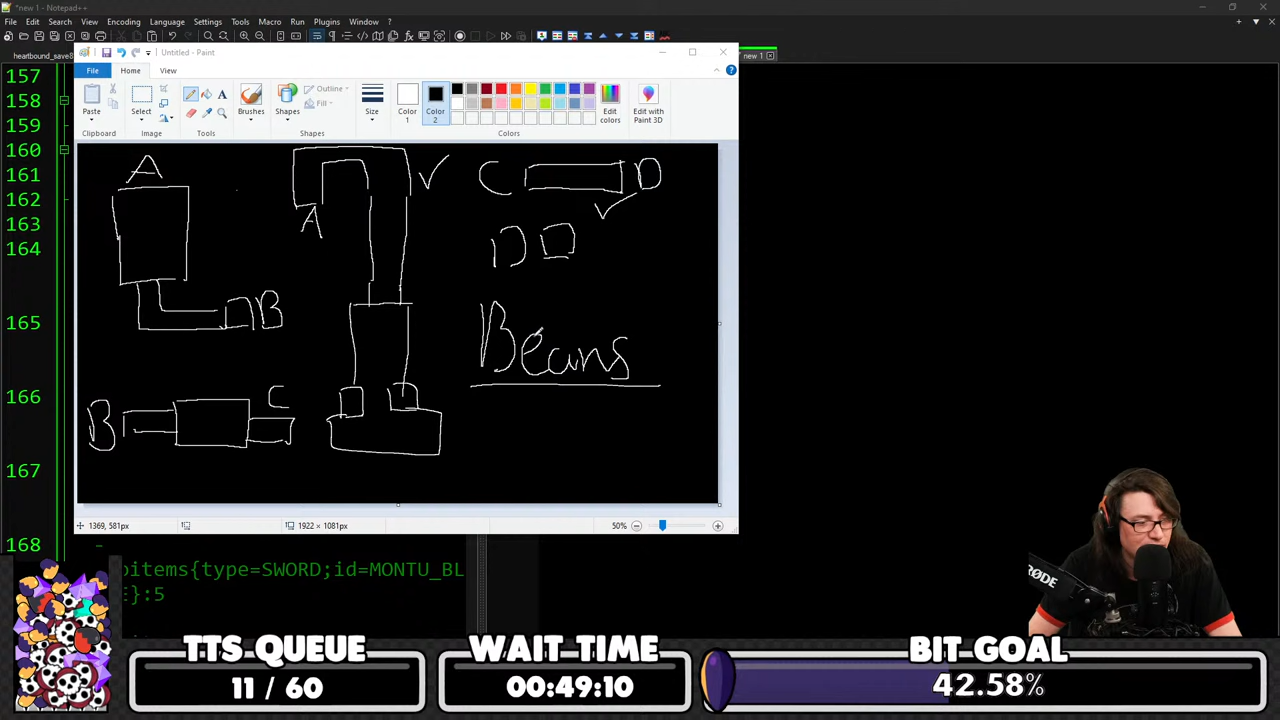 *new 1 - Notepad++
File Edit Search View Encoding Language Settings Tools Macro Run Plugins Window ?
heartbound_save8
new 1
Untitled - Paint
File Home View
Paste
Select
Brushes
Shapes
Outline
Fill
Size
Color 1
Color 2
Edit colors
Edit with Paint 3D
Clipboard Image Tools Shapes Colors
157
158
159
160
161
162
163
164
165
166
167
168
A
B
B
C
A
C D
D
Beans
1369, 581px
1922 × 1081px
50%
oitems{type=SWORD;id=MONTU_BL
E}:5
RØDE
TTS QUEUE
11 / 60
WAIT TIME
00:49:10
BIT GOAL
42.58%